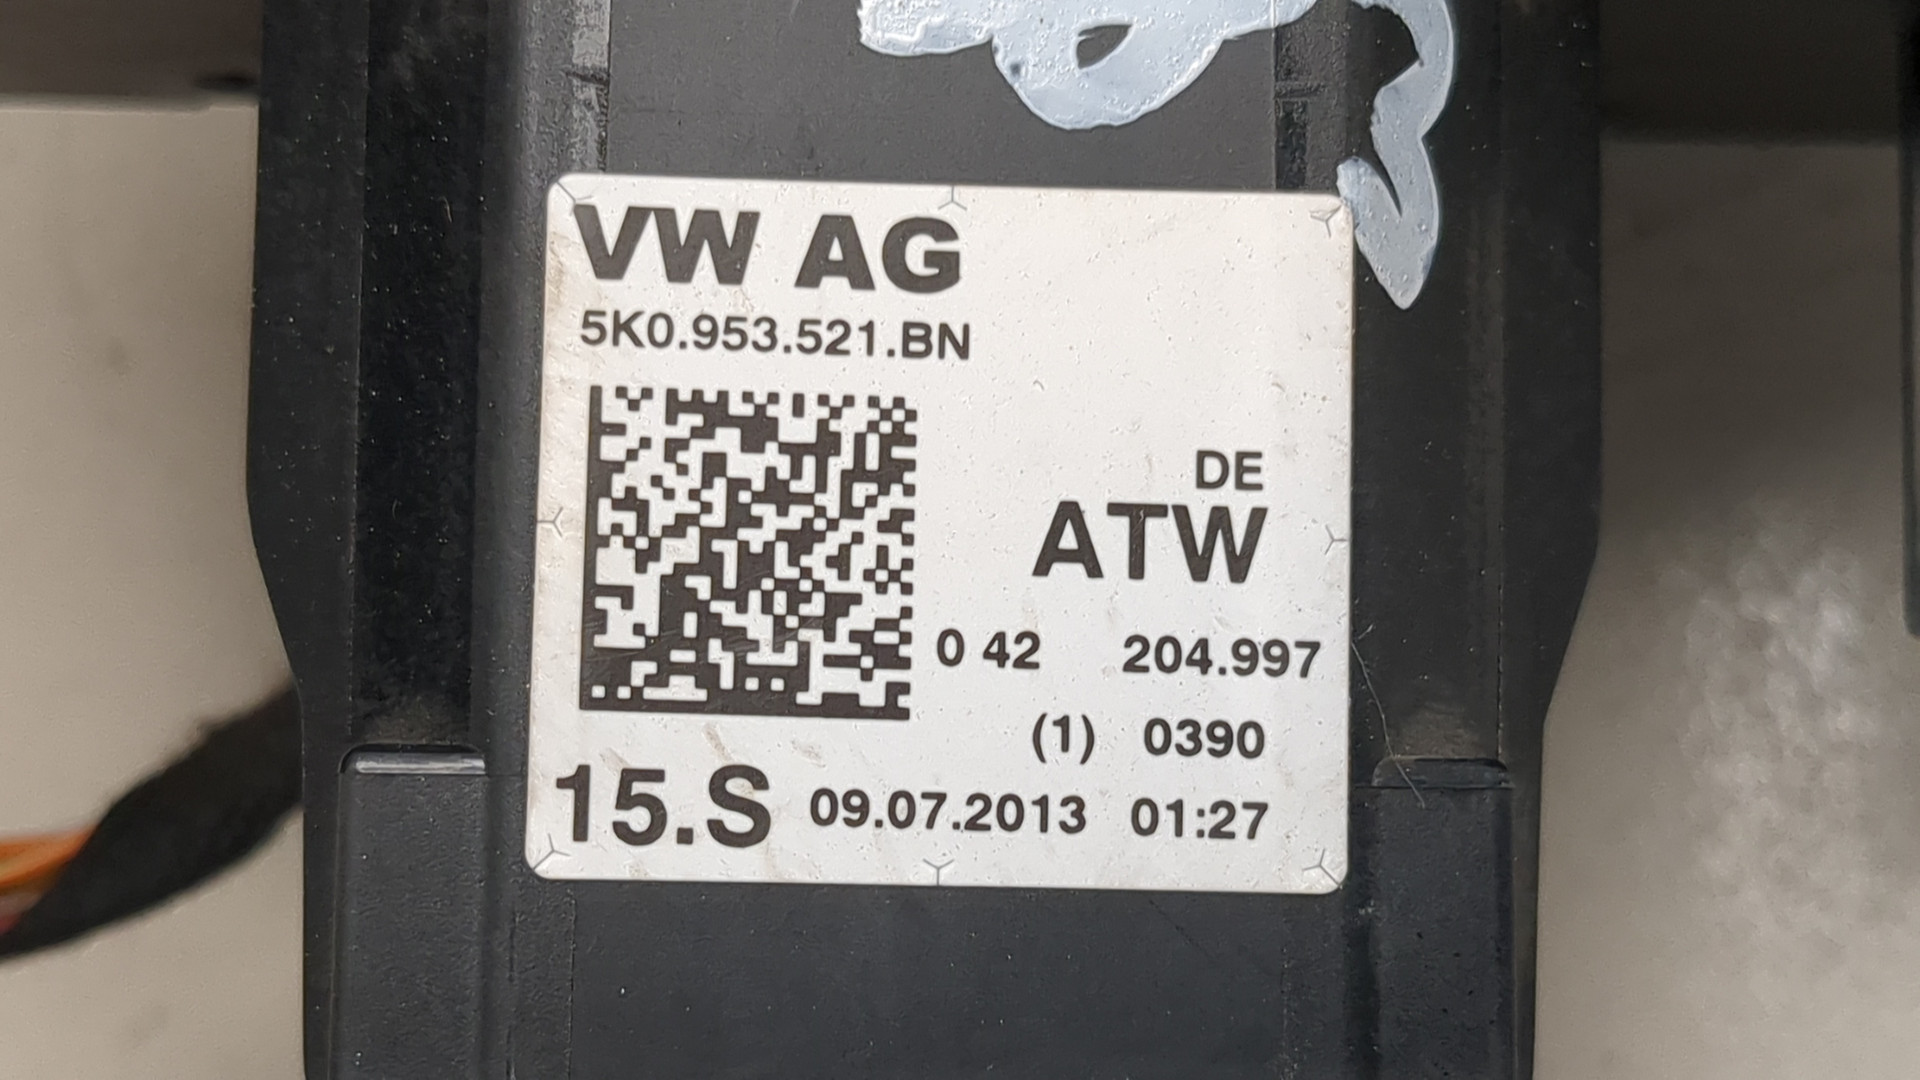 VW AG
5K0.953.521.BN
DE
ATW
0 42 204.997
(1) 0390
15.S 09.07.2013 01:27